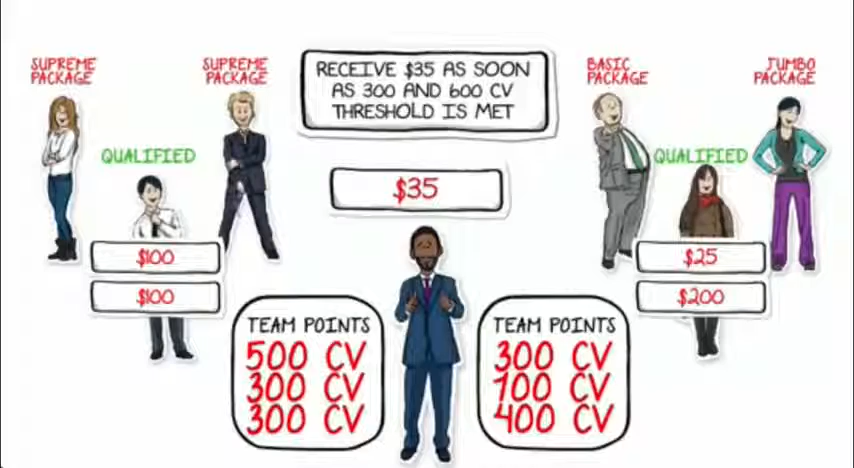 SUPREME
PACKAGE
SUPREME
PACKAGE
RECEIVE $35 AS SOON
AS 300 AND 600 CV
THRESHOLD IS MET
BASIC
PACKAGE
JUMBO
PACKAGE
QUALIFIED
QUALIFIED
$35
$100
$100
$25
$200
TEAM POINTS
500 CV
300 CV
300 CV
TEAM POINTS
300 CV
100 CV
400 CV